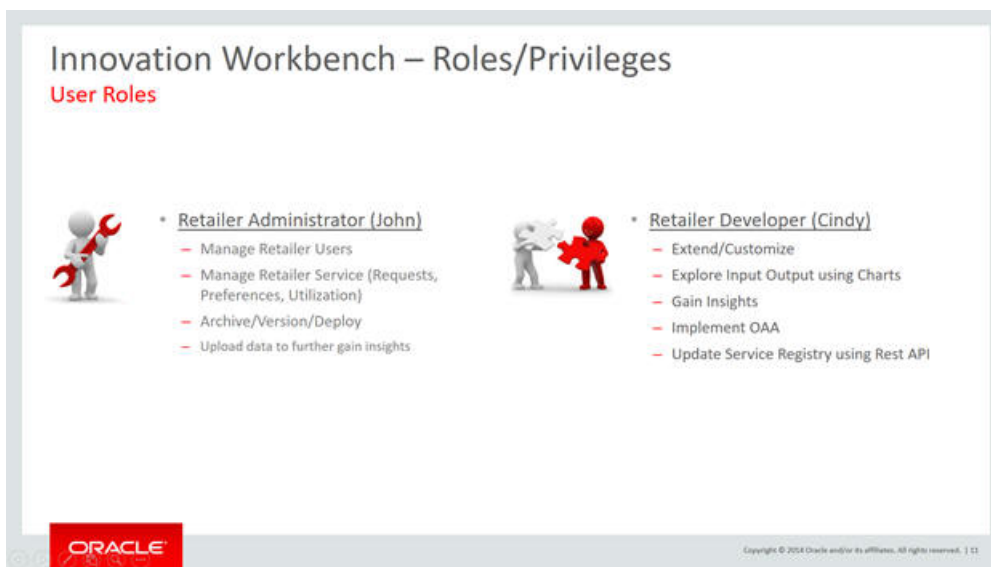 Innovation Workbench – Roles/Privileges
User Roles
• Retailer Administrator (John)
– Manage Retailer Users
– Manage Retailer Service (Requests,
Preferences, Utilization)
– Archive/Version/Deploy
– Upload data to further gain insights
• Retailer Developer (Cindy)
– Extend/Customize
– Explore Input Output using Charts
– Gain Insights
– Implement OAA
– Update Service Registry using Rest API
ORACLE
Copyright © 2014 Oracle and/or its affiliates. All rights reserved. | 11